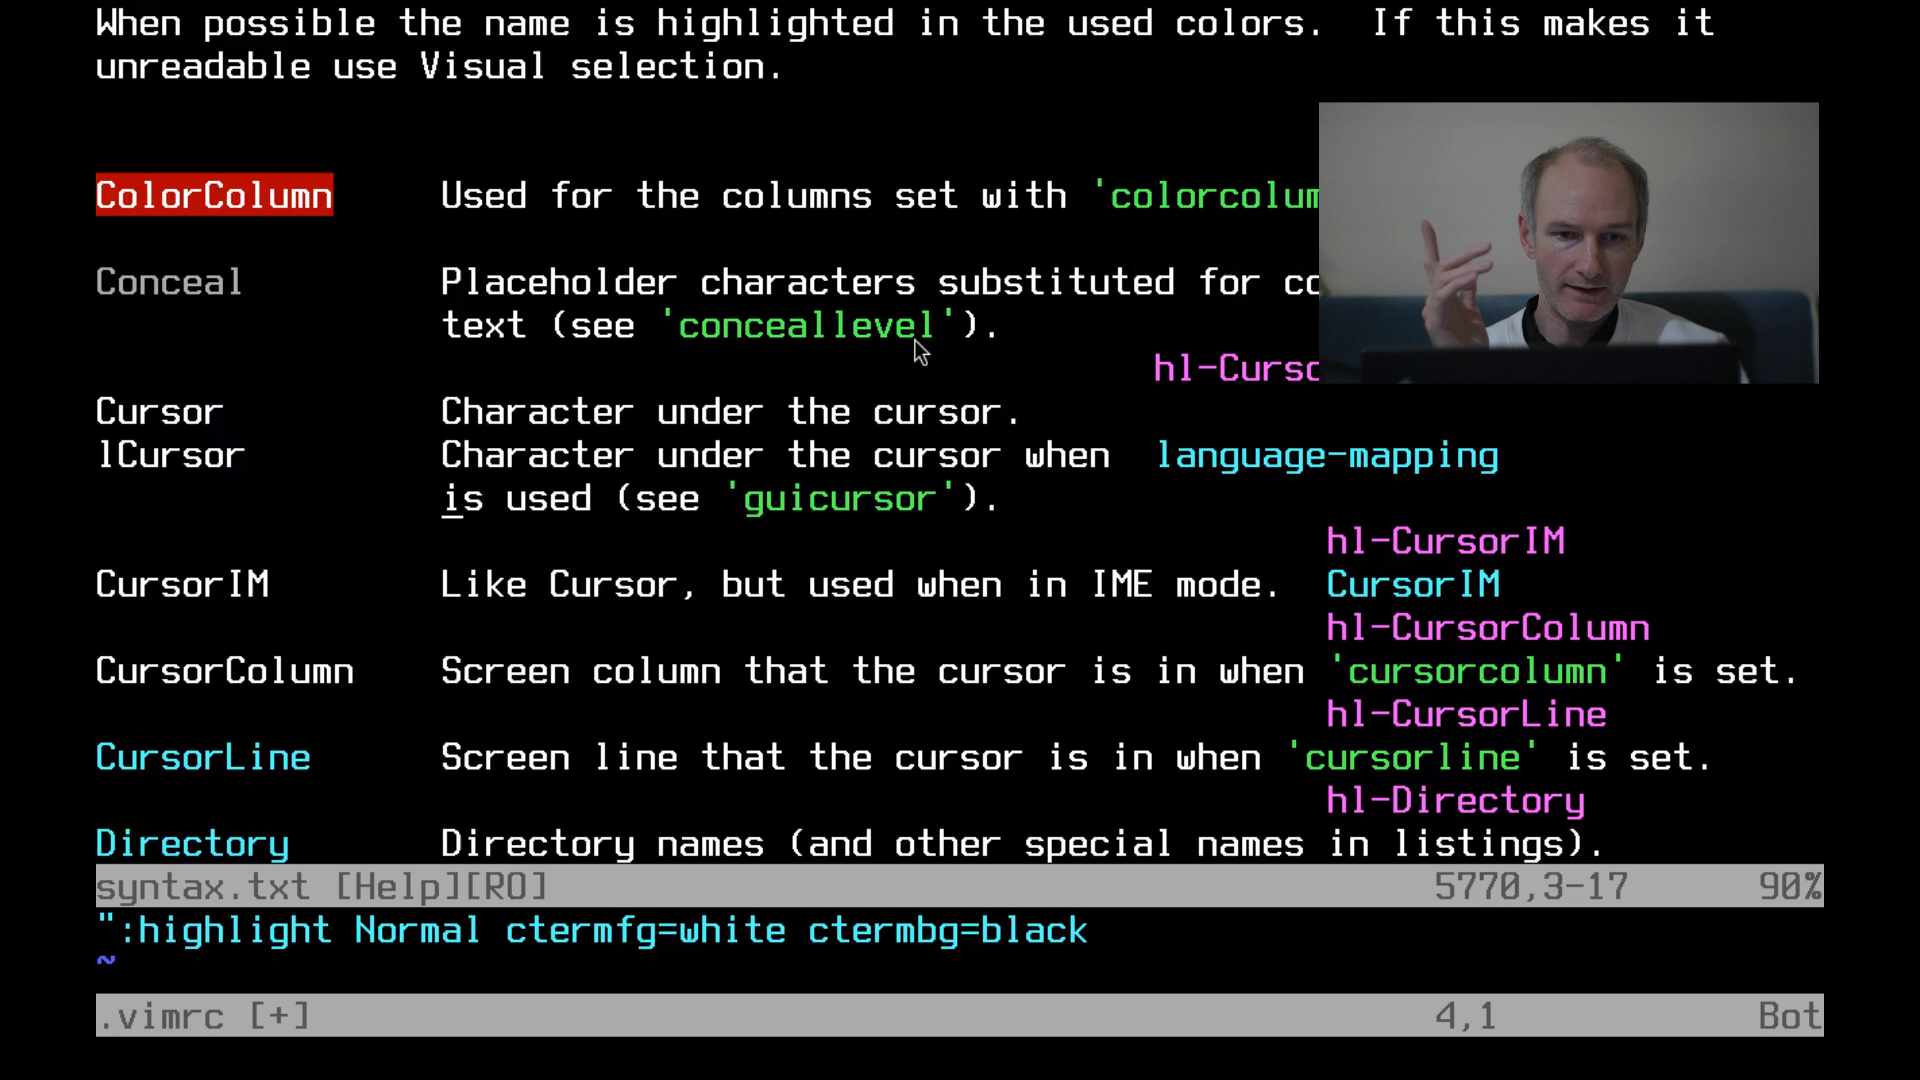 When possible the name is highlighted in the used colors.  If this makes it
unreadable use Visual selection.
ColorColumn Used for the columns set with 'colorcolum
Conceal Placeholder characters substituted for co
text (see 'conceallevel').
hl-Curso
Cursor Character under the cursor.
lCursor Character under the cursor when  language-mapping
is used (see 'guicursor').
hl-CursorIM
CursorIM Like Cursor, but used when in IME mode.  CursorIM
hl-CursorColumn
CursorColumn Screen column that the cursor is in when 'cursorcolumn' is set.
hl-CursorLine
CursorLine Screen line that the cursor is in when 'cursorline' is set.
hl-Directory
Directory Directory names (and other special names in listings).
syntax.txt [Help][RO] 5770,3-17 90%
":highlight Normal ctermfg=white ctermbg=black
~
.vimrc [+] 4,1 Bot